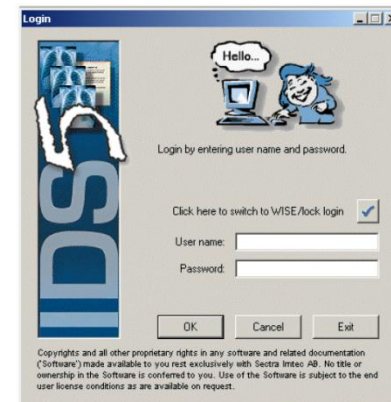 Login
Hello...
IDS5
Login by entering user name and password.
Click here to switch to WISE/lock login
User name:
Password:
OK Cancel Exit
Copyrights and all other proprietary rights in any software and related documentation
('Software') made available to you rest exclusively with Sectra Imtec AB. No title or
ownership in the Software is conferred to you. Use of the Software is subject to the end
user license conditions as are available on request.